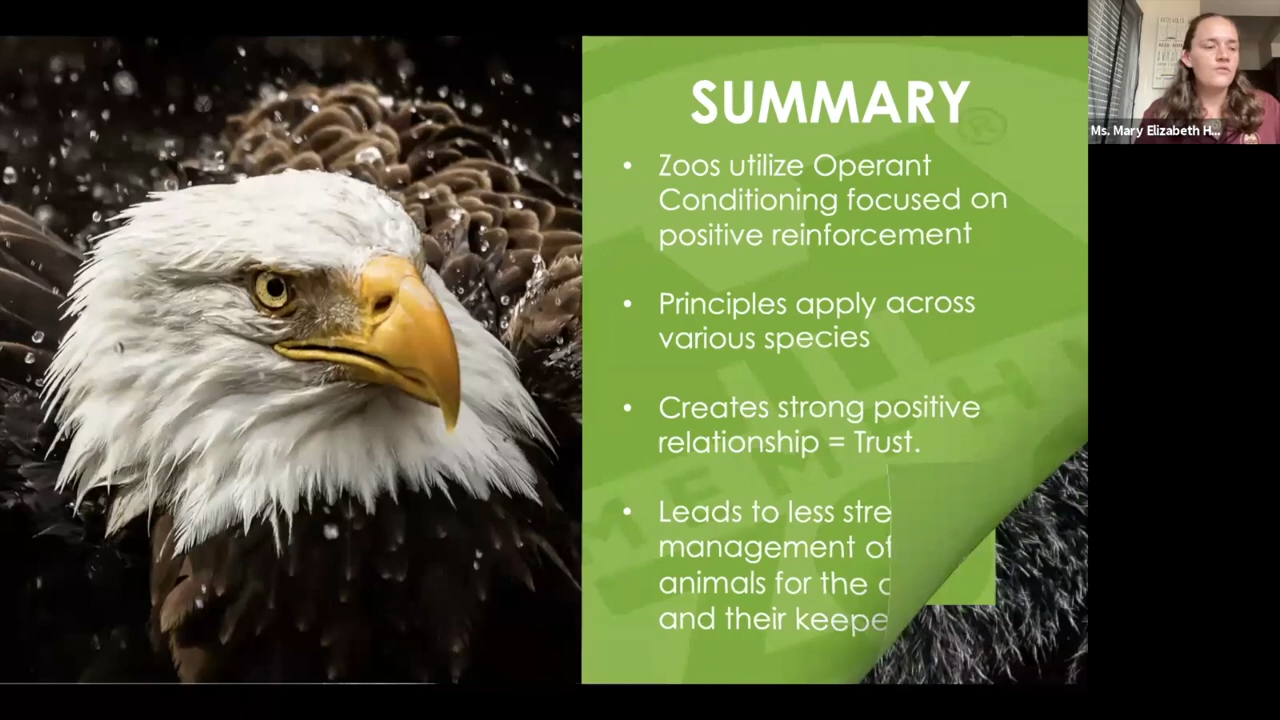 SUMMARY
• Zoos utilize Operant
Conditioning focused on
positive reinforcement
• Principles apply across
various species
• Creates strong positive
relationship = Trust.
• Leads to less stre
management of
animals for the
and their keepe
MEMPHI
®
Ms. Mary Elizabeth H...